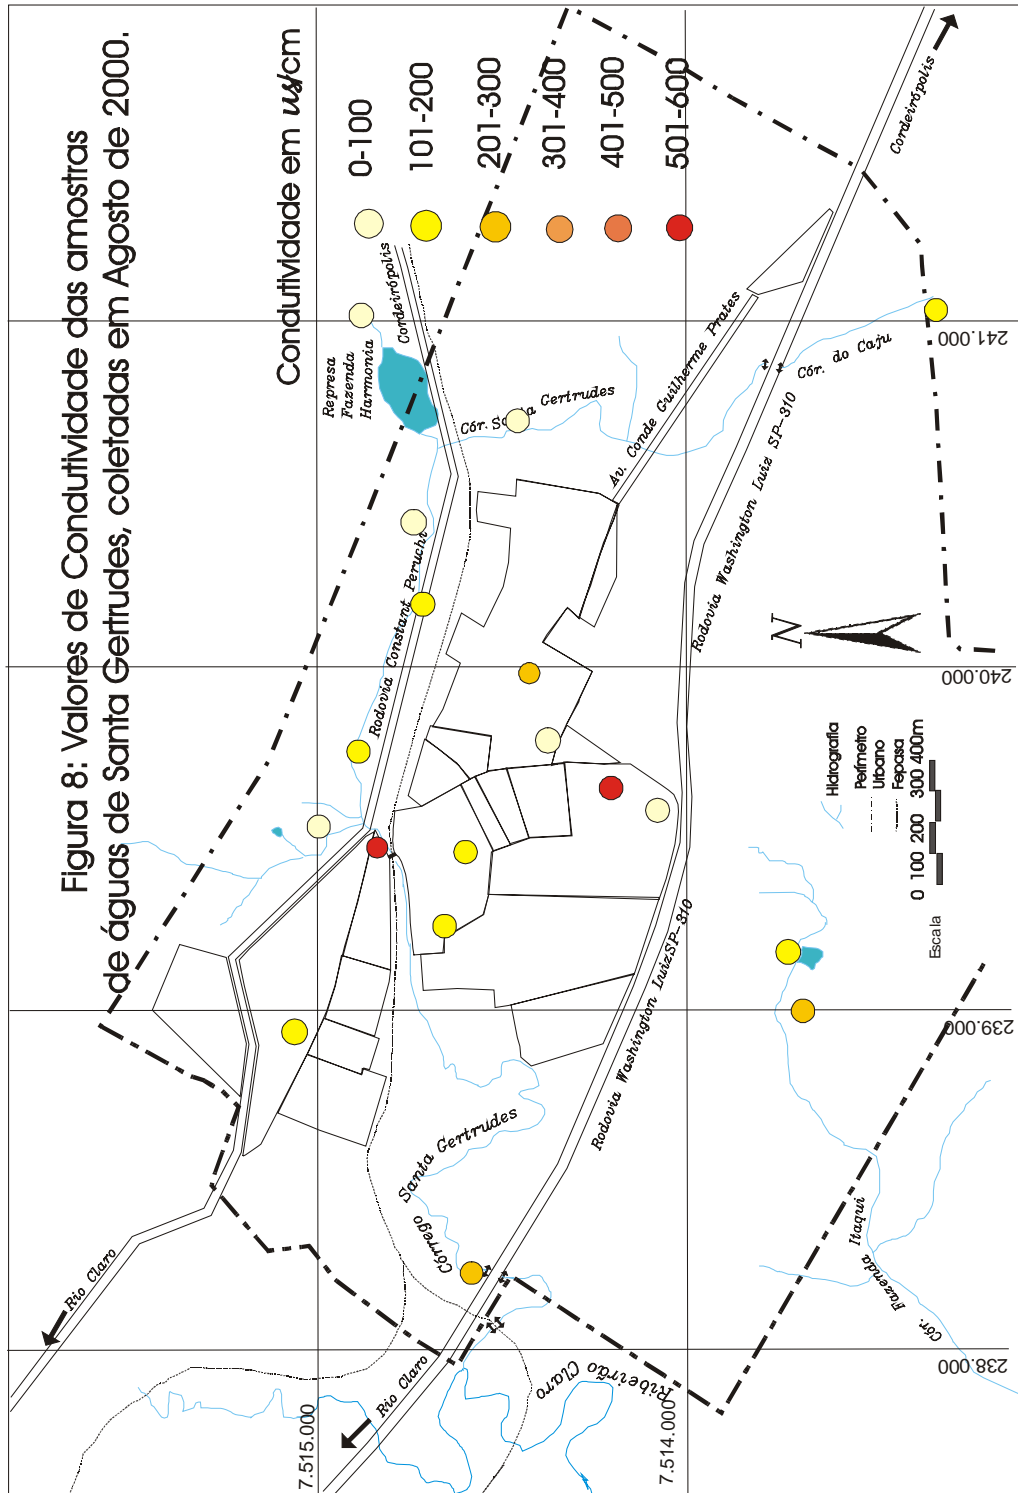 Figura 8: Valores de Condutividade das amostras
de águas de Santa Gertrudes, coletadas em Agosto de 2000.
Condutividade em us/cm
0-100
101-200
201-300
301-400
401-500
501-600
Represa
Fazenda
Harmonia
Cordeirópolis
Cordeirópolis
Cór. Santa Gertrudes
Av. Conde Guilherme Prates
Cór. do Caju
241.000
Rodovia Constant Peruchi
Rodovia Washington Luiz SP-310
N
240.000
Hidrografia
Perímetro
Urbano
Fepasa
0 100 200 300 400m
Escala
Rodovia Washington Luiz SP-310
239.000
Córrego Santa Gertrudes
Cór. Fazenda Itaqui
Rio Claro
Rio Claro
Ribeirão
Claro
238.000
7.515.000
7.514.000